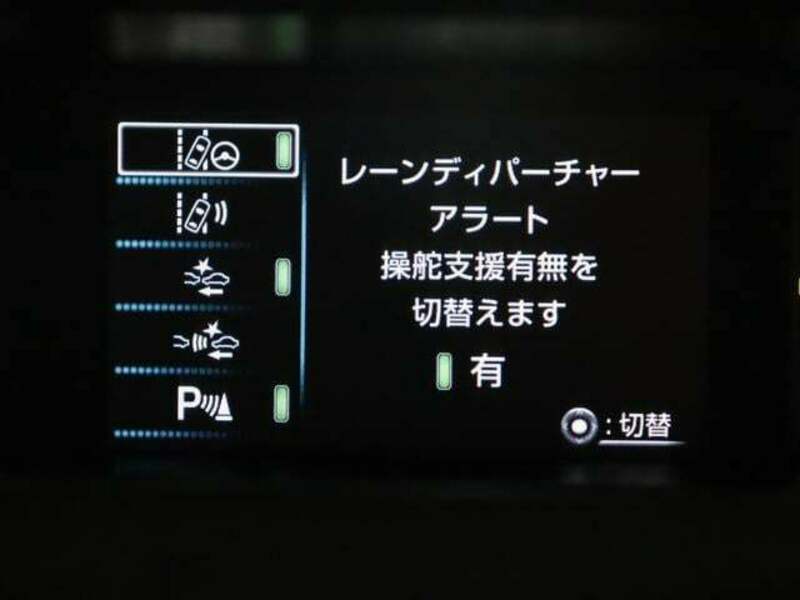 レーンディパーチャー
アラート
操舵支援有無を
切替えます
有
:切替
P